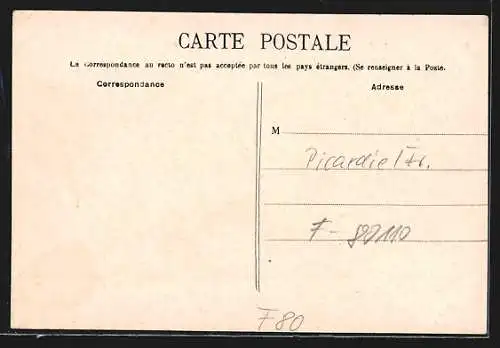 CARTE POSTALE
La Correspondance au recto n'est pas acceptée par tous les pays étrangers. (Se renseigner à la Poste.
Correspondance
Adresse
M
Picardie/Fr.
F-80110
F80